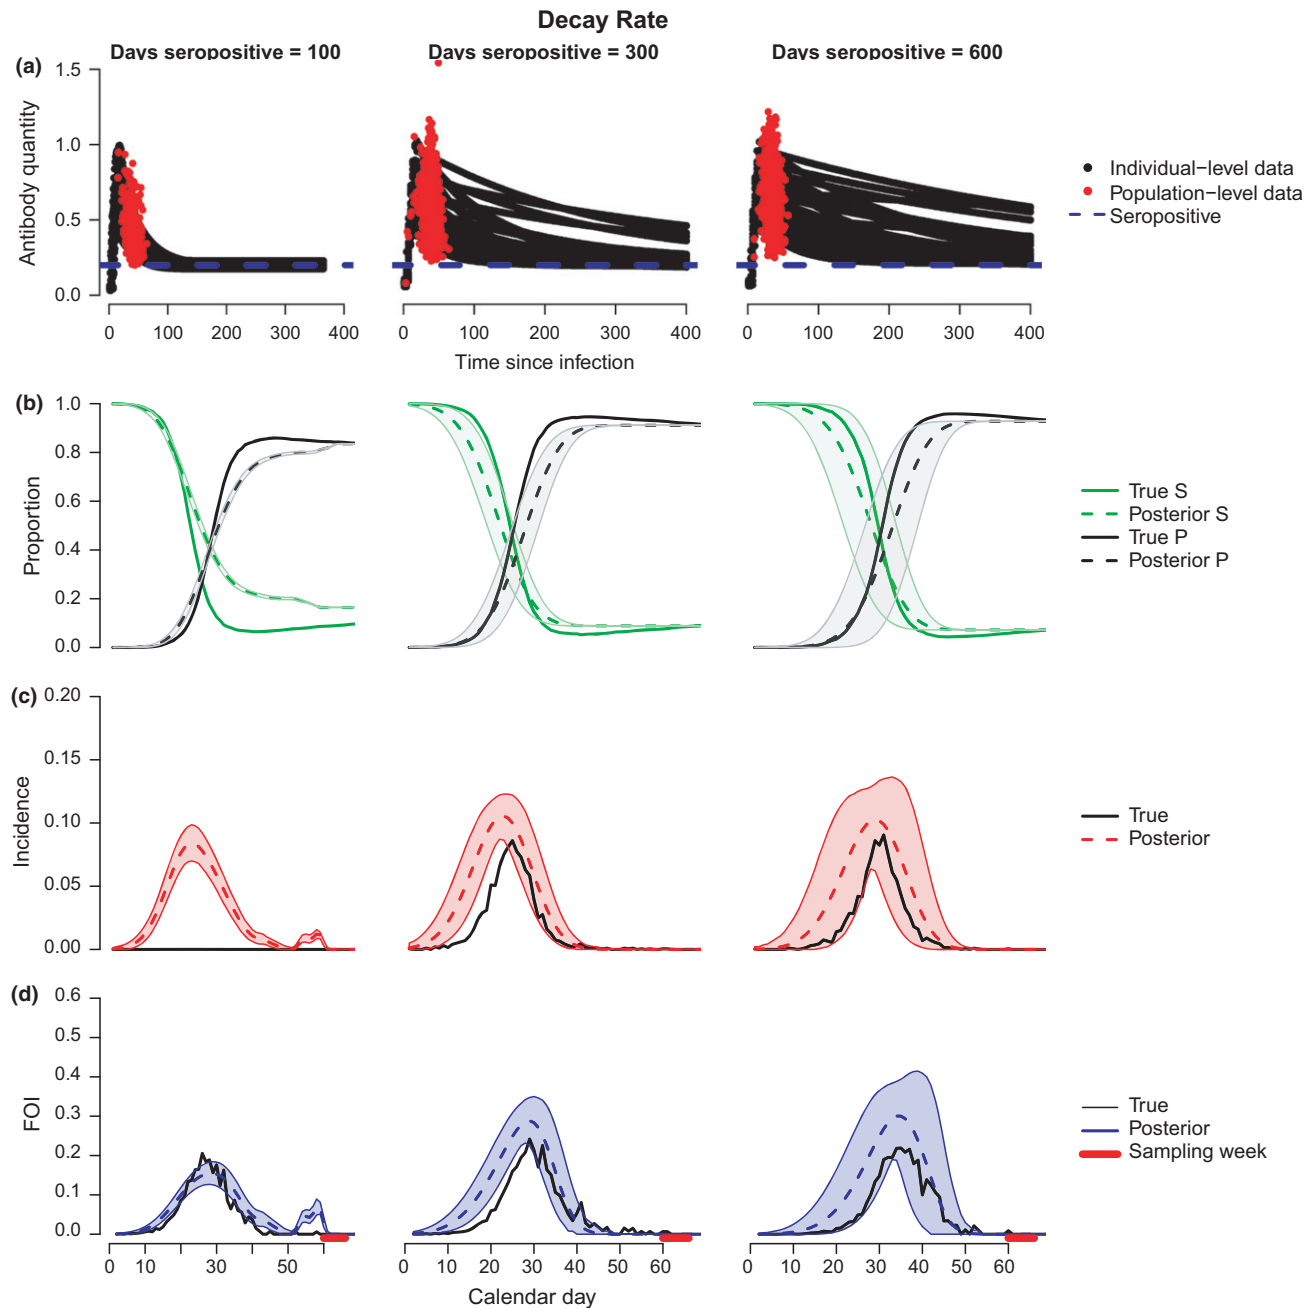 Decay Rate
Days seropositive = 100
Days seropositive = 300
Days seropositive = 600
(a)
1.5
1.0
0.5
0.0
Antibody quantity
0 100 200 300 400
0 100 200 300 400
0 100 200 300 400
Time since infection
Individual-level data
Population-level data
Seropositive
(b)
1.0
0.8
0.6
0.4
0.2
0.0
Proportion
True S
Posterior S
True P
Posterior P
(c)
0.20
0.15
0.10
0.05
0.00
Incidence
True
Posterior
(d)
0.6
0.5
0.4
0.3
0.2
0.1
0.0
FOI
True
Posterior
Sampling week
0 10 30 50
0 10 20 30 40 50 60
0 10 20 30 40 50 60
Calendar day